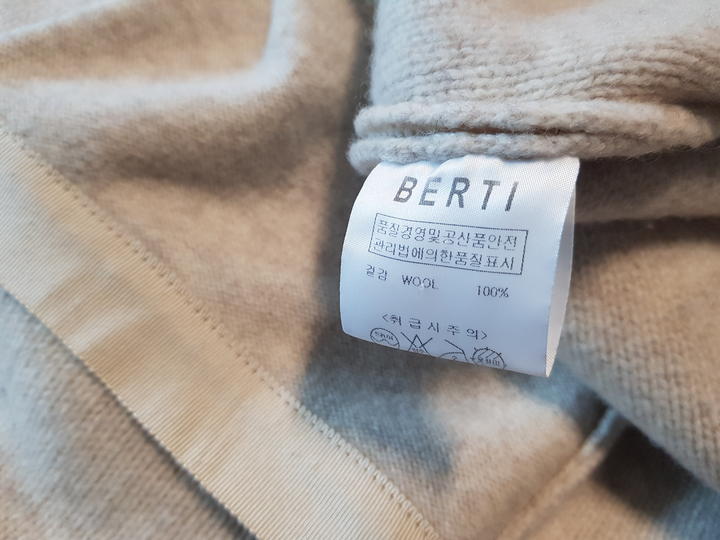 BERTI
품질경영및공산품안전
관리법에의한품질표시
겉감 WOOL 100%
<취급시주의>